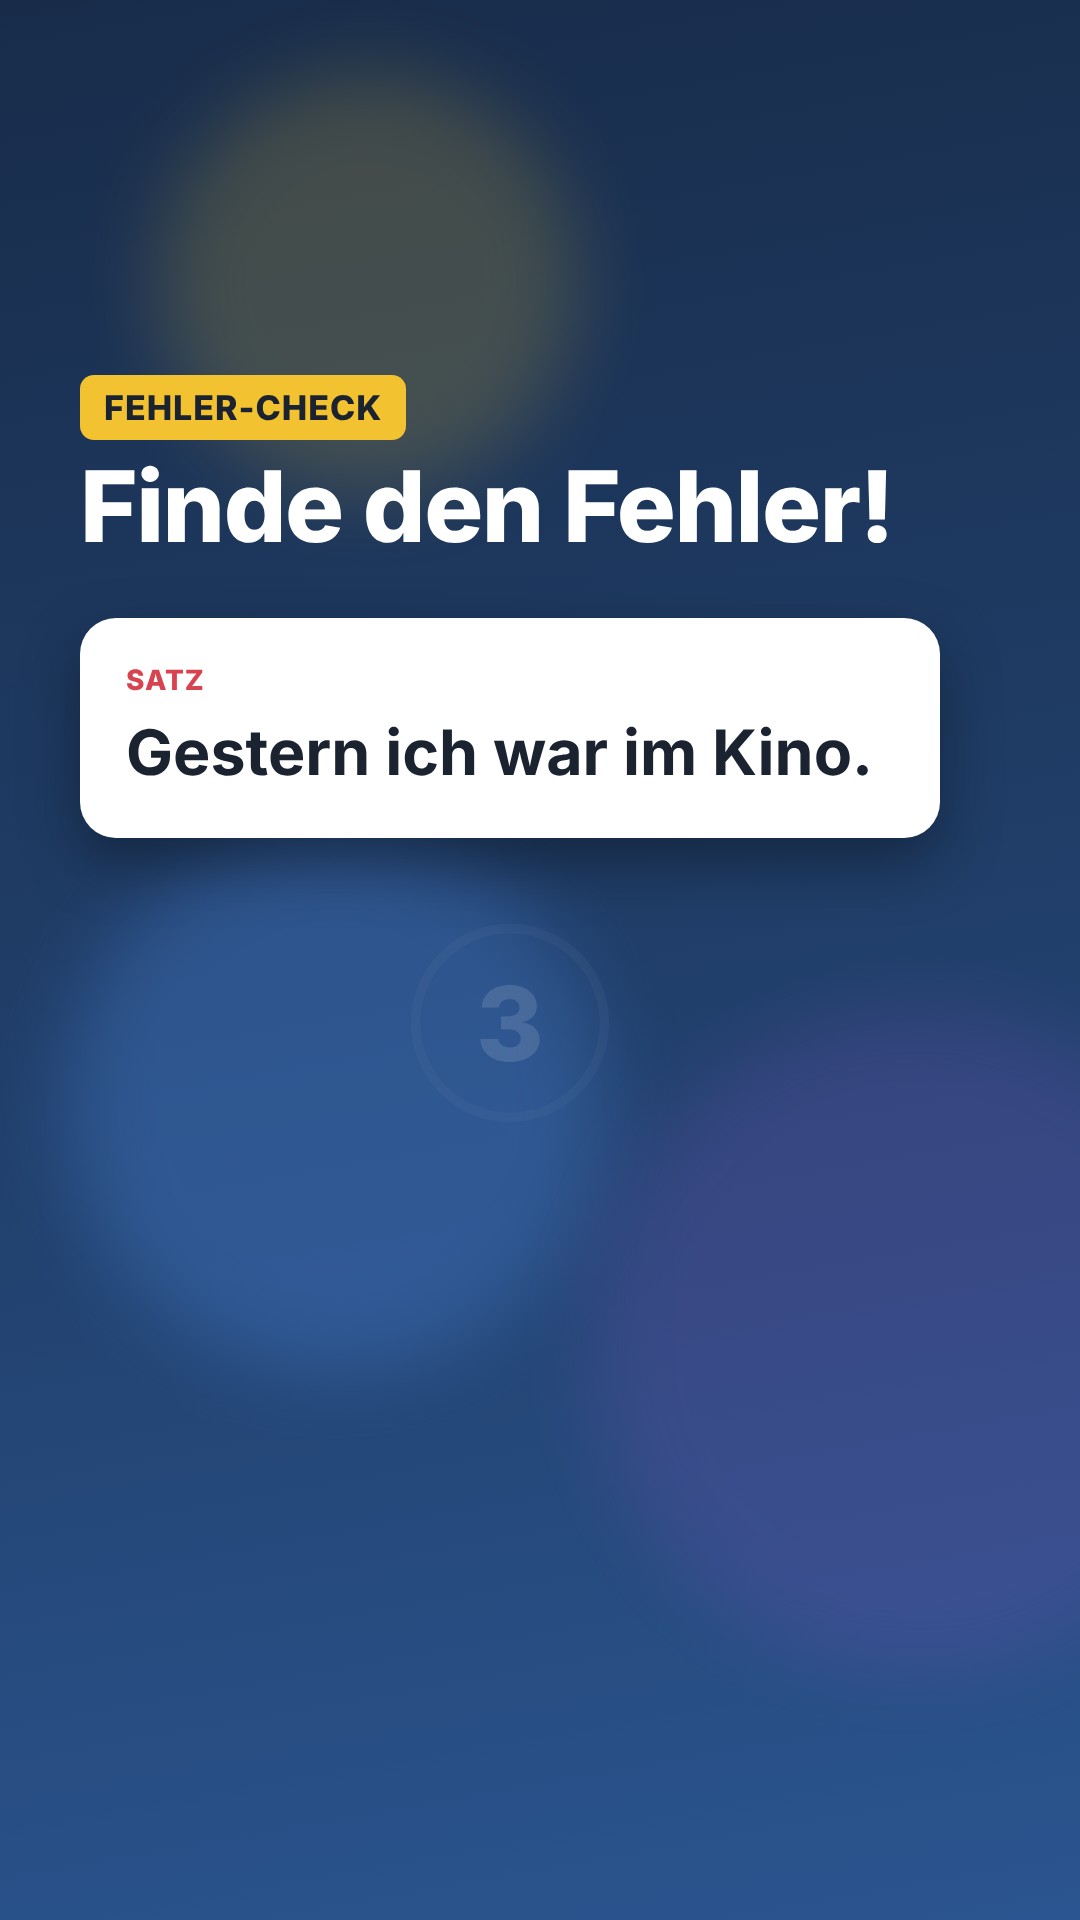 FEHLER-CHECK
Finde den Fehler!
SATZ
Gestern ich war im Kino.
3